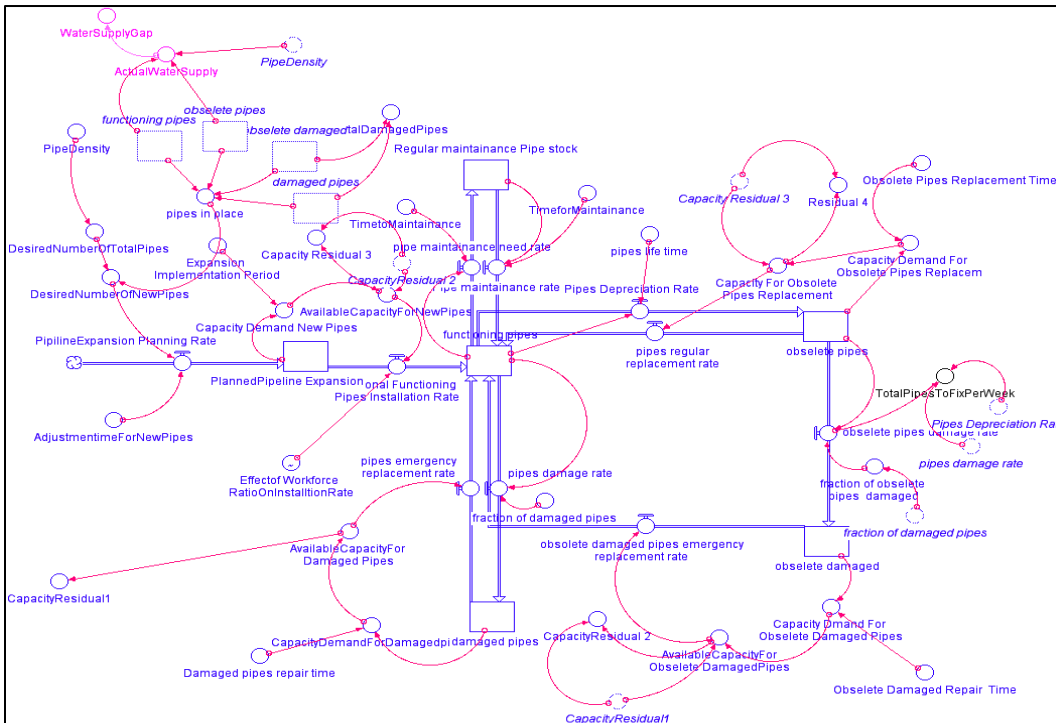 WaterSupplyGap
ActualWaterSupply
PipeDensity
obselete pipes
functioning pipes
obselete damaged
talDamagedPipes
PipeDensity
Regular maintainance Pipe stock
damaged pipes
Capacity Residual 3
Residual 4
Obsolete Pipes Replacement Time
pipes in place
TimetoMaintainance
TimeforMaintainance
DesiredNumberOfTotalPipes
Expansion
Implementation Period
Capacity Residual 3
pipe maintainance need rate
pipes life time
Capacity Demand For
Obsolete Pipes Replacem
CapacityResidual 2
Capacity For Obsolete
Pipes Replacement
DesiredNumberOfNewPipes
pe maintainance rate
Pipes Depreciation Rate
AvailableCapacityForNewPipes
Capacity Demand New Pipes
PipilineExpansion Planning Rate
functioning pipes
pipes regular
replacement rate
obselete pipes
PlannedPipeline Expansion
onal Functioning
Pipes Installation Rate
TotalPipesToFixPerWeek
AdjustmentimeForNewPipes
Pipes Depreciation Ra
obselete pipes damage rate
pipes emergency
replacement rate
pipes damage rate
pipes damage rate
Effectof Workforce
RatioOnInstalltionRate
fraction of obselete
pipes damaged
fraction of damaged pipes
fraction of damaged pipes
AvailableCapacityFor
Damaged Pipes
obsolete damaged pipes emergency
replacement rate
obselete damaged
CapacityResidual1
CapacityDemandForDamagedpi
damaged pipes
CapacityResidual 2
Capacity Dmand For
Obsolete Damaged Pipes
AvailableCapacityFor
Obsolete DamagedPipes
Damaged pipes repair time
Obselete Damaged Repair Time
CapacityResidual1